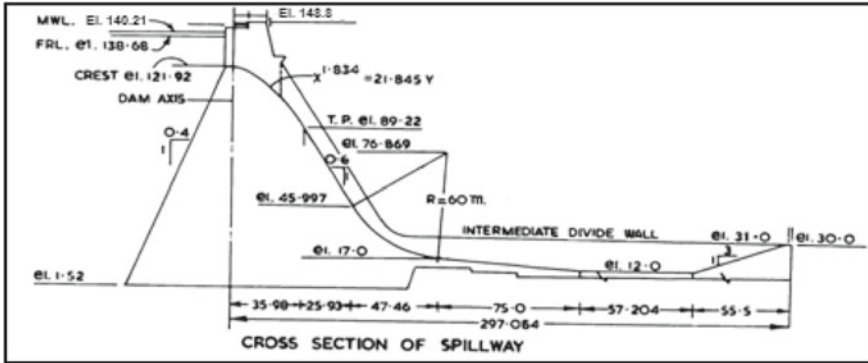 El. 148.8
MWL. El. 140.21
FRL. el. 138.68
CREST el. 121.92
x^1.834 = 21.845 Y
DAM AXIS
T.P. el. 89.22
el. 76.869
0.4
1
0.6
1
el. 45.997
R=60 m.
INTERMEDIATE DIVIDE WALL
el. 31.0
el. 30.0
el. 17.0
3
1
el. 12.0
el. 1.52
35.98
25.93
47.46
75.0
57.204
55.5
297.084
CROSS SECTION OF SPILLWAY